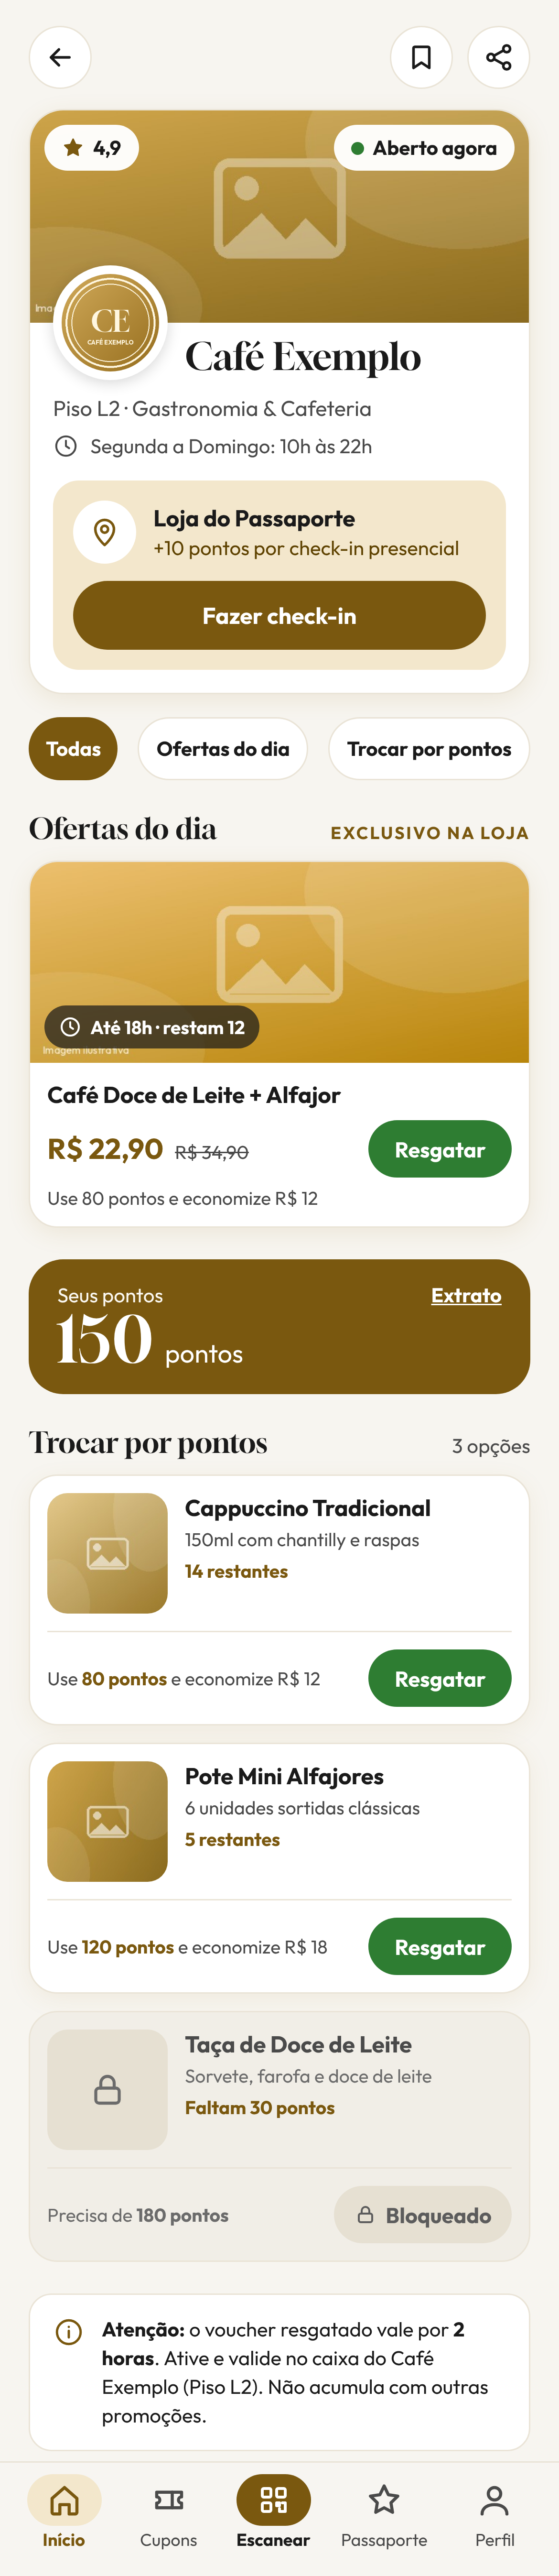 4,9
Aberto agora
CE
CAFÉ EXEMPLO
Café Exemplo
Piso L2 · Gastronomia & Cafeteria
Segunda a Domingo: 10h às 22h
Loja do Passaporte
+10 pontos por check-in presencial
Fazer check-in
Todas
Ofertas do dia
Trocar por pontos
Ofertas do dia
EXCLUSIVO NA LOJA
Até 18h · restam 12
Imagem ilustrativa
Café Doce de Leite + Alfajor
R$ 22,90 R$ 34,90
Resgatar
Use 80 pontos e economize R$ 12
Seus pontos
Extrato
150 pontos
Trocar por pontos
3 opções
Cappuccino Tradicional
150ml com chantilly e raspas
14 restantes
Use 80 pontos e economize R$ 12
Resgatar
Pote Mini Alfajores
6 unidades sortidas clássicas
5 restantes
Use 120 pontos e economize R$ 18
Resgatar
Taça de Doce de Leite
Sorvete, farofa e doce de leite
Faltam 30 pontos
Precisa de 180 pontos
Bloqueado
Atenção: o voucher resgatado vale por 2
horas. Ative e valide no caixa do Café
Exemplo (Piso L2). Não acumula com outras
promoções.
Início
Cupons
Escanear
Passaporte
Perfil